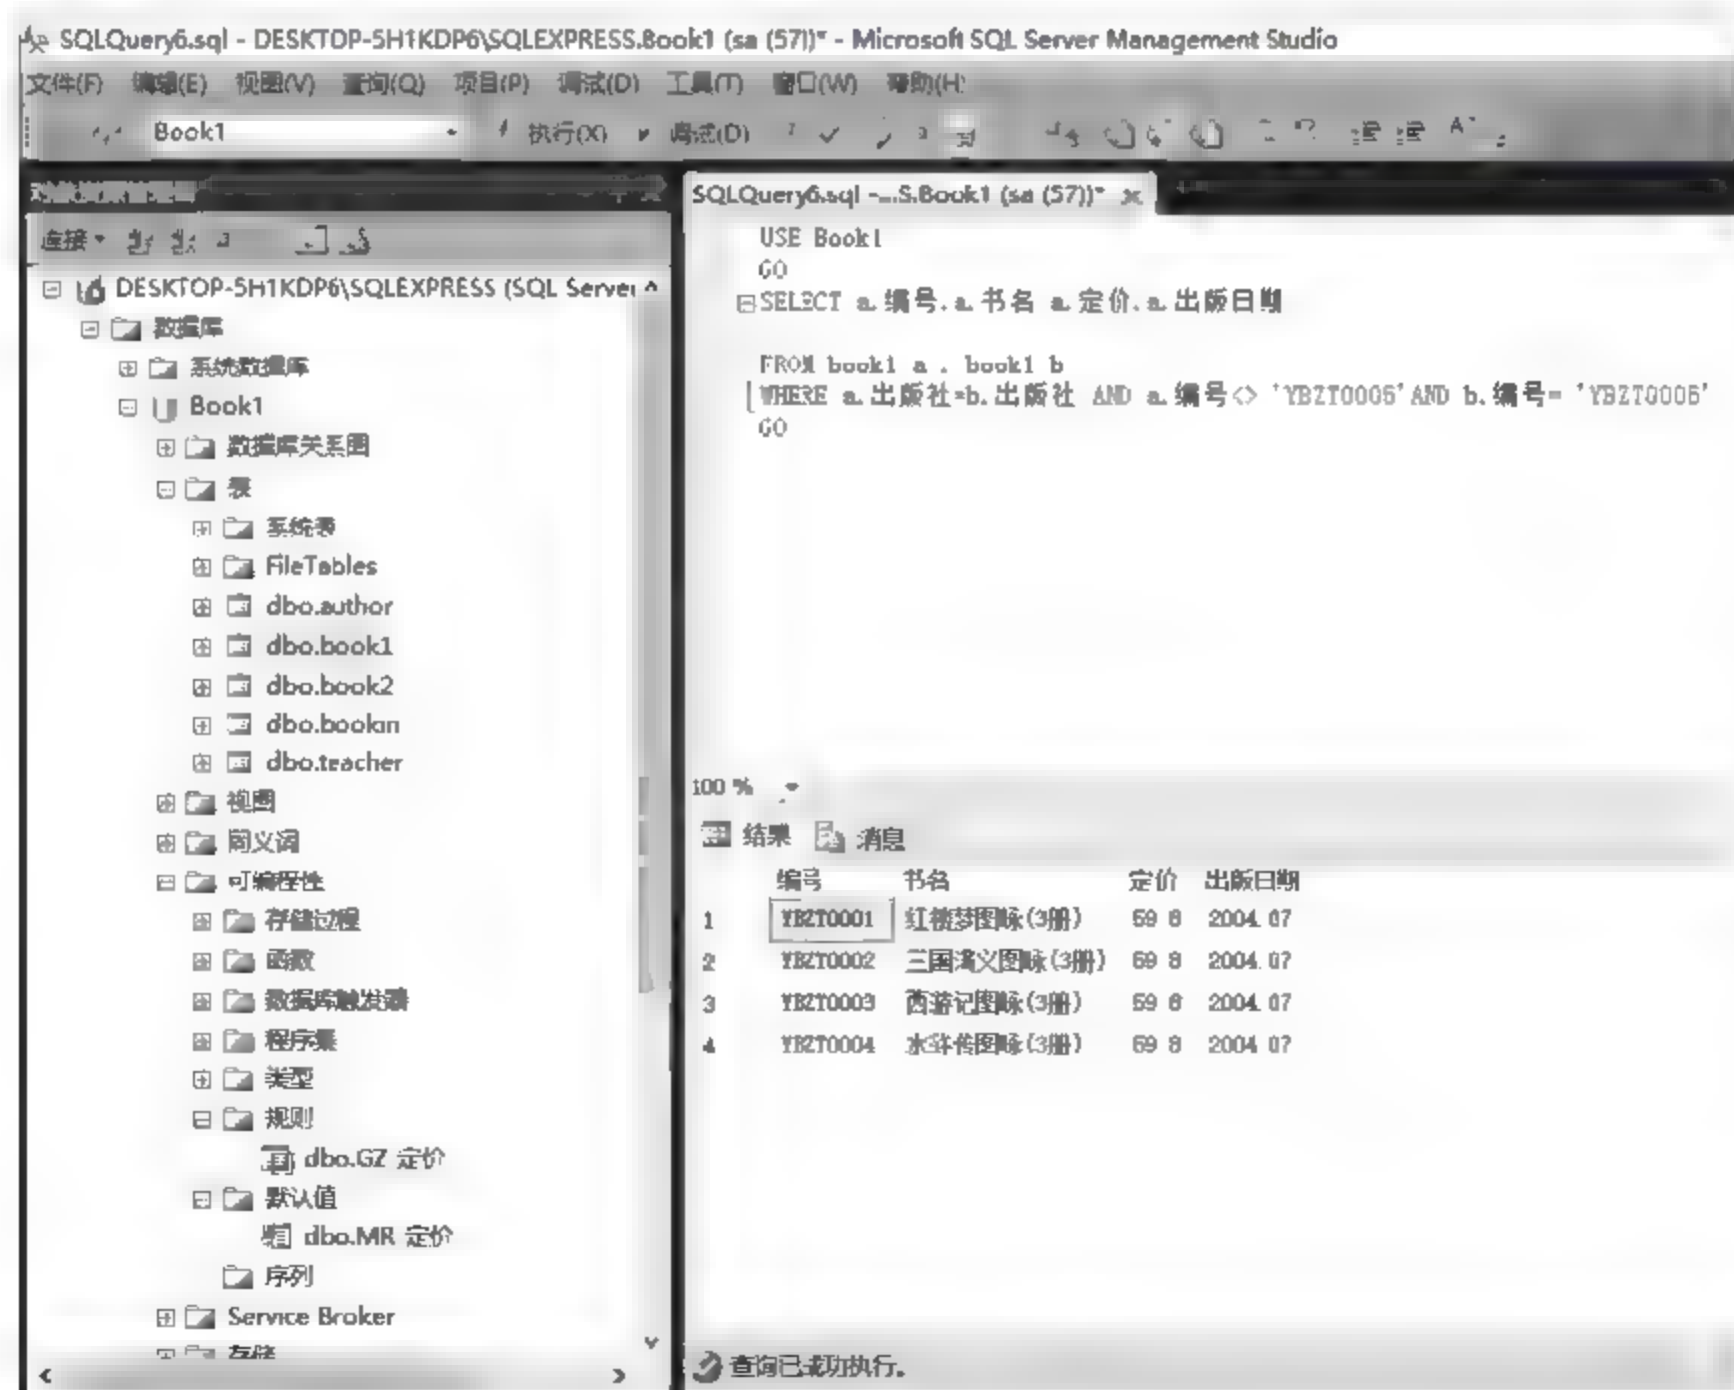 SQLQuery6.sql - DESKTOP-5H1KDP6\SQLEXPRESS.Book1 (sa (57))* - Microsoft SQL Server Management Studio
文件(F) 编辑(E) 视图(V) 查询(Q) 项目(P) 调试(D) 工具(T) 窗口(W) 帮助(H)
Book1 执行(X) 调试(D)
SQLQuery6.sql -...S.Book1 (sa (57))*
连接
USE Book1
GO
SELECT a.编号,a.书名 a.定价,a.出版日期
FROM book1 a , book1 b
WHERE a.出版社=b.出版社 AND a.编号<> 'YBZT0005'AND b.编号= 'YBZT0005'
GO
DESKTOP-5H1KDP6\SQLEXPRESS (SQL Server
数据库
系统数据库
Book1
数据库关系图
表
系统表
FileTables
dbo.author
dbo.book1
dbo.book2
dbo.bookin
dbo.teacher
视图
同义词
可编程性
存储过程
函数
数据库触发器
程序集
类型
规则
dbo.GZ 定价
默认值
dbo.MR 定价
序列
Service Broker
存储
100 %
结果 消息
编号 书名 定价 出版日期
1 YBZT0001 红楼梦图咏(3册) 59 8 2004.07
2 YBZT0002 三国演义图咏(3册) 59 8 2004.07
3 YBZT0003 西游记图咏(3册) 59 8 2004.07
4 YBZT0004 水浒传图咏(3册) 59 8 2004 07
查询已成功执行。